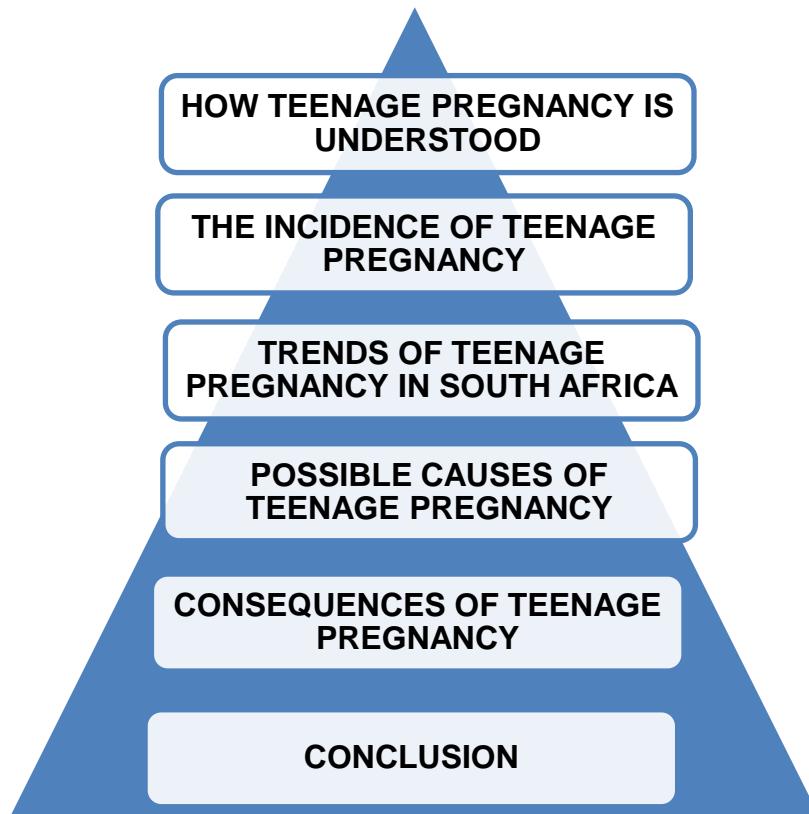 HOW TEENAGE PREGNANCY IS
UNDERSTOOD
THE INCIDENCE OF TEENAGE
PREGNANCY
TRENDS OF TEENAGE
PREGNANCY IN SOUTH AFRICA
POSSIBLE CAUSES OF
TEENAGE PREGNANCY
CONSEQUENCES OF TEENAGE
PREGNANCY
CONCLUSION